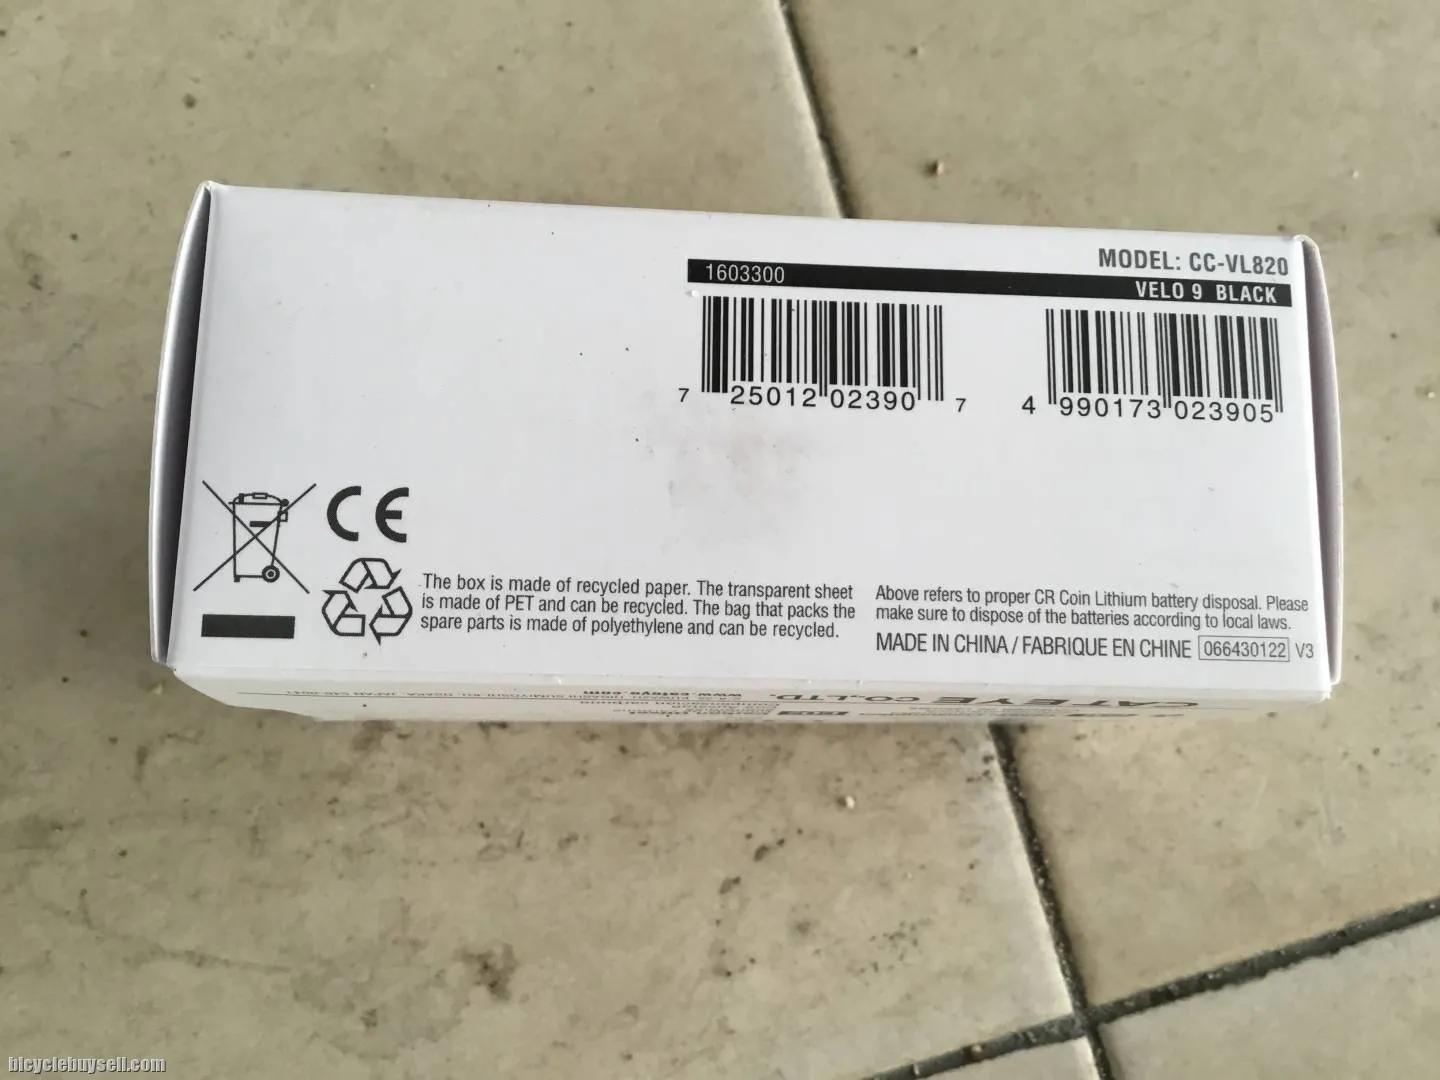 MODEL: CC-VL820
1603300
VELO 9 BLACK
7 25012 02390 7
4 990173 023905
CE
The box is made of recycled paper. The transparent sheet
is made of PET and can be recycled. The bag that packs the
spare parts is made of polyethylene and can be recycled.
Above refers to proper CR Coin Lithium battery disposal. Please
make sure to dispose of the batteries according to local laws.
MADE IN CHINA / FABRIQUE EN CHINE 066430122 V3
CAT EYE CO.,LTD.
www.cateye.com
bicyclebuysell.com